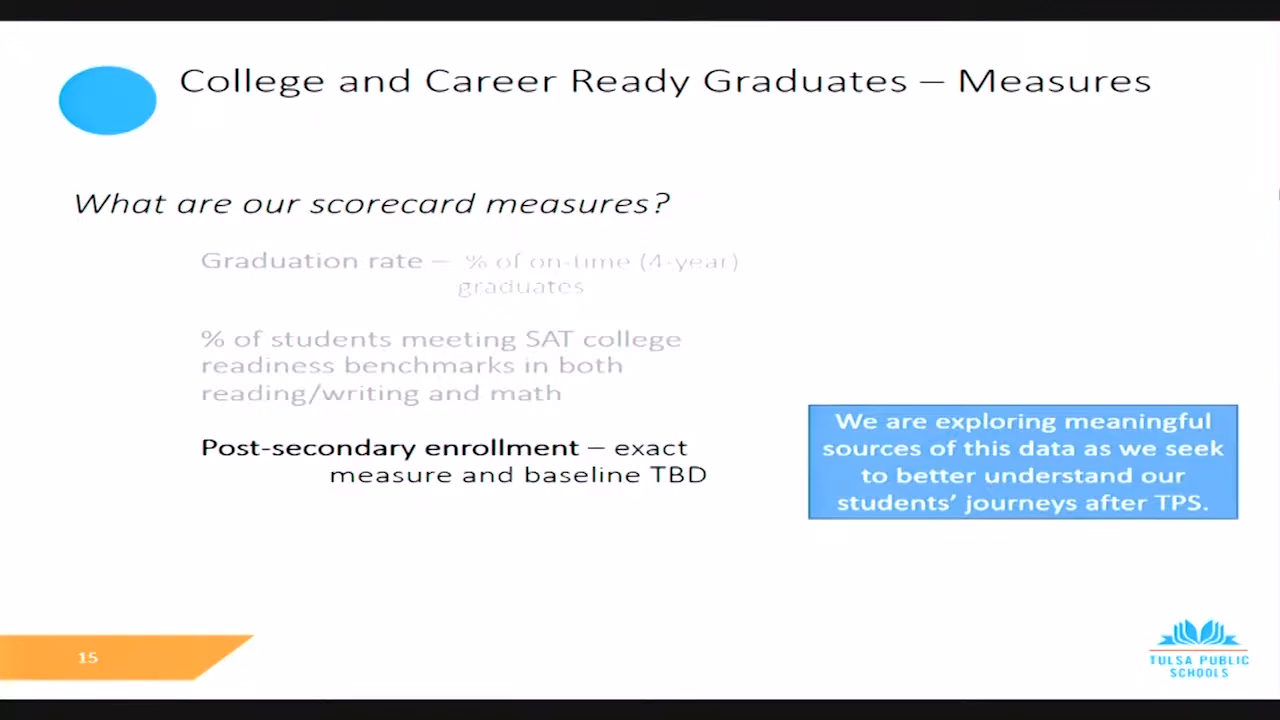 College and Career Ready Graduates – Measures
What are our scorecard measures?
Graduation rate – % of on-time (4-year)
graduates
% of students meeting SAT college
readiness benchmarks in both
reading/writing and math
Post-secondary enrollment – exact
measure and baseline TBD
We are exploring meaningful
sources of this data as we seek
to better understand our
students’ journeys after TPS.
15
TULSA PUBLIC
SCHOOLS